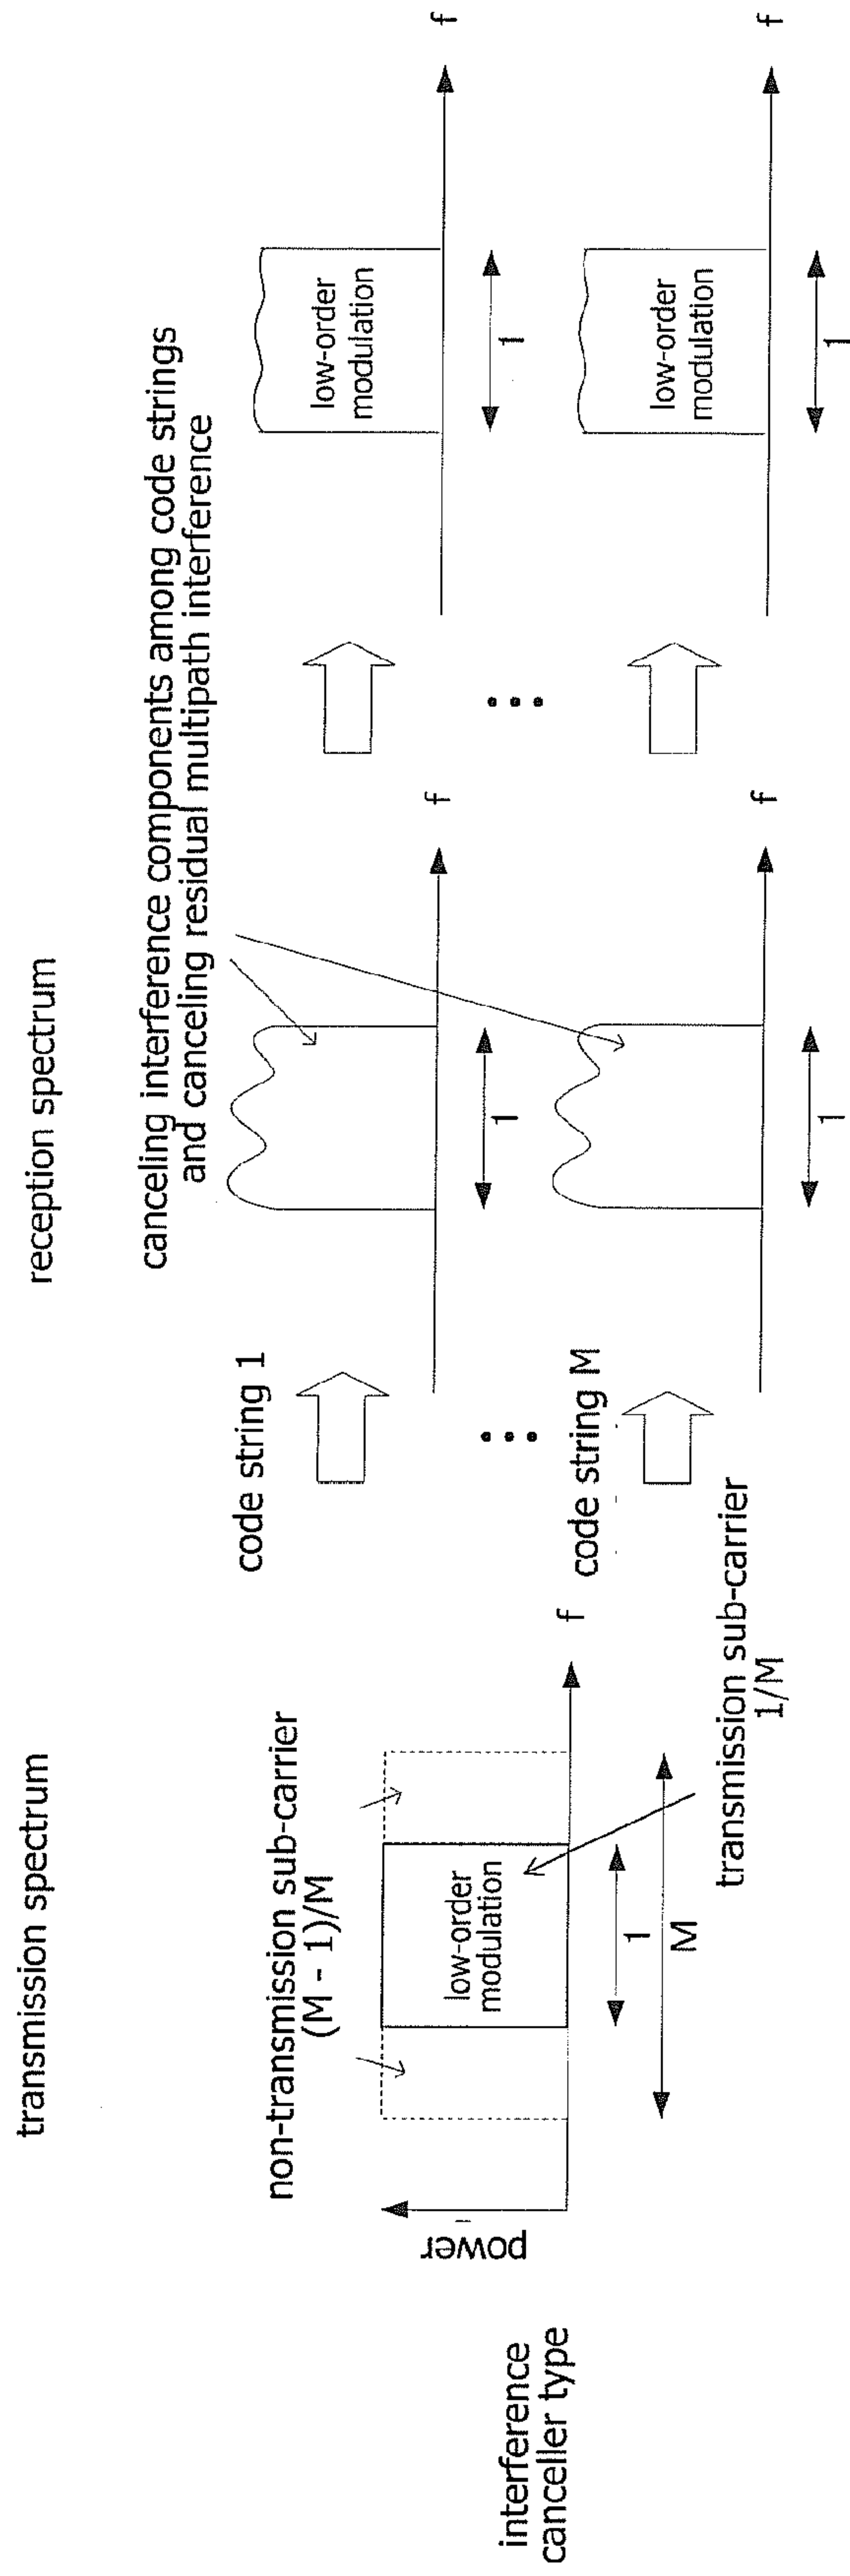 transmission spectrum
reception spectrum
interference
canceller type
power
non-transmission sub-carrier
(M - 1)/M
low-order
modulation
f
1
M
transmission sub-carrier
1/M
code string 1
code string M
canceling interference components among code strings
and canceling residual multipath interference
f
1
f
1
low-order
modulation
f
1
low-order
modulation
f
1